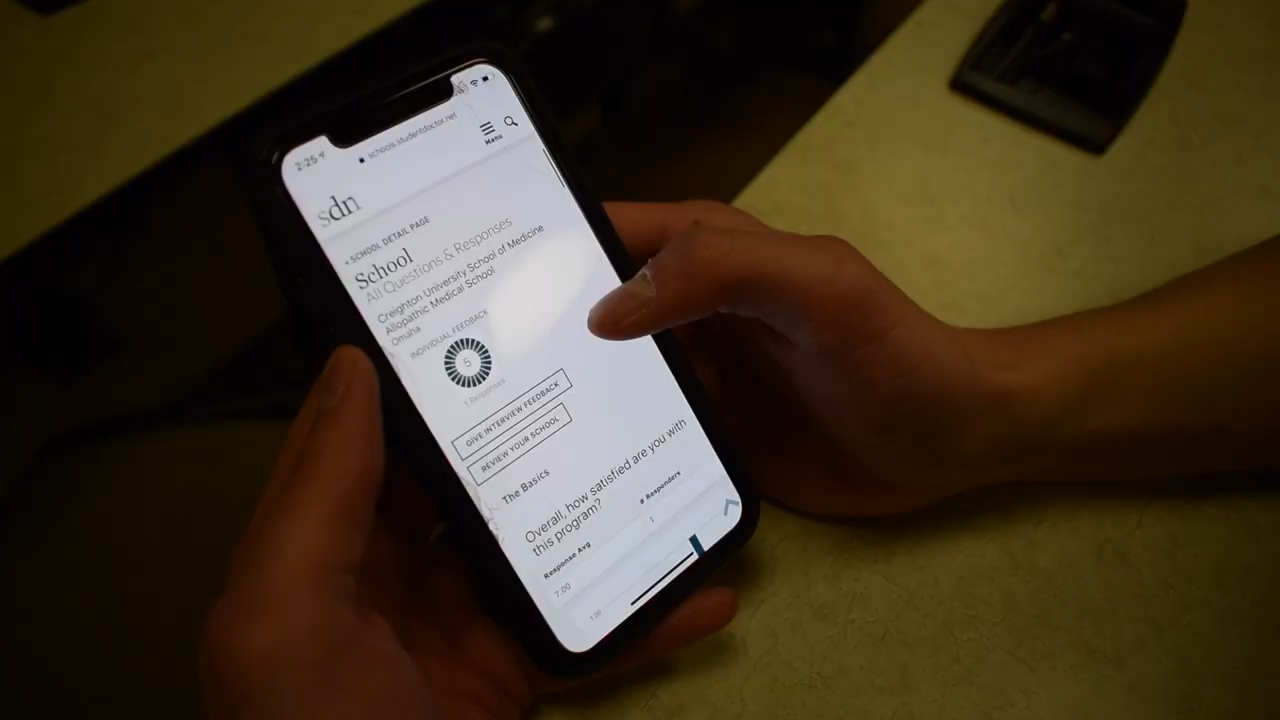 2:25
schools.studentdoctor.net
Menu
sdn
< SCHOOL DETAIL PAGE
School
All Questions & Responses
Creighton University School of Medicine
Allopathic Medical School
Omaha
INDIVIDUAL FEEDBACK
5
1 Responses
GIVE INTERVIEW FEEDBACK
REVIEW YOUR SCHOOL
The Basics
Overall, how satisfied are you with
this program?
Response Avg
# Responders
7.00
1
1.00